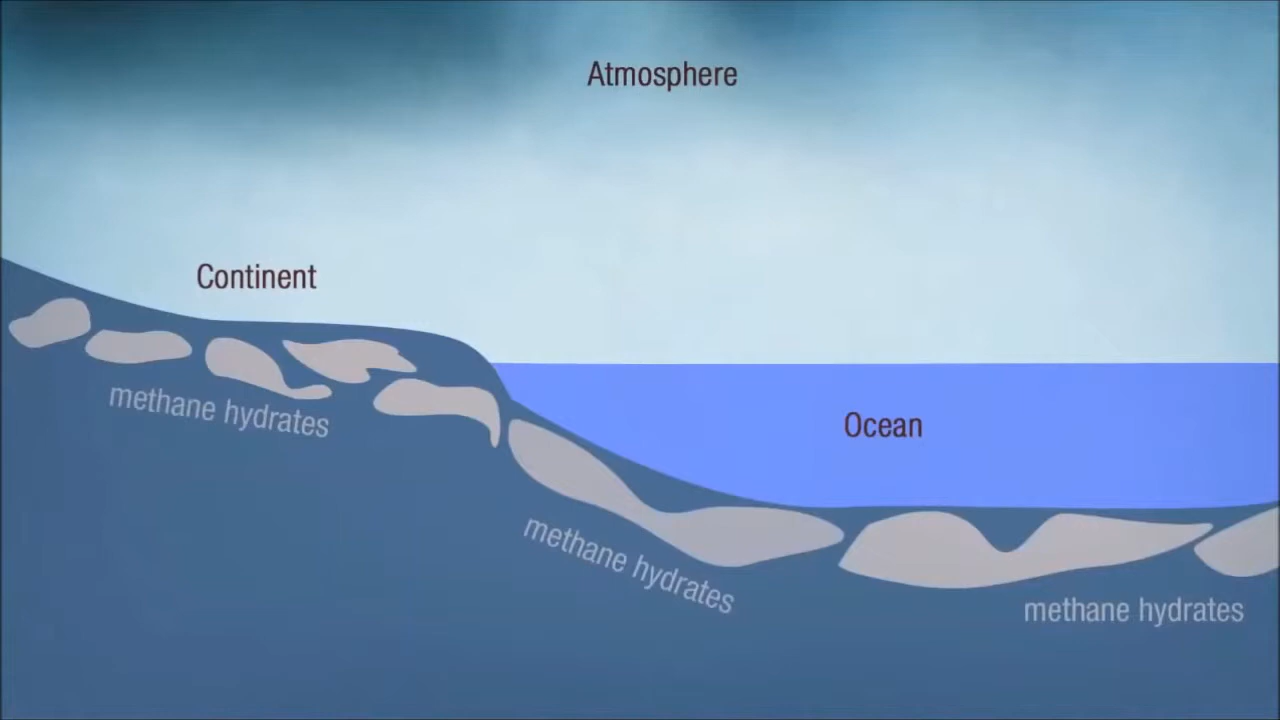 Atmosphere
Continent
methane hydrates
Ocean
methane hydrates
methane hydrates